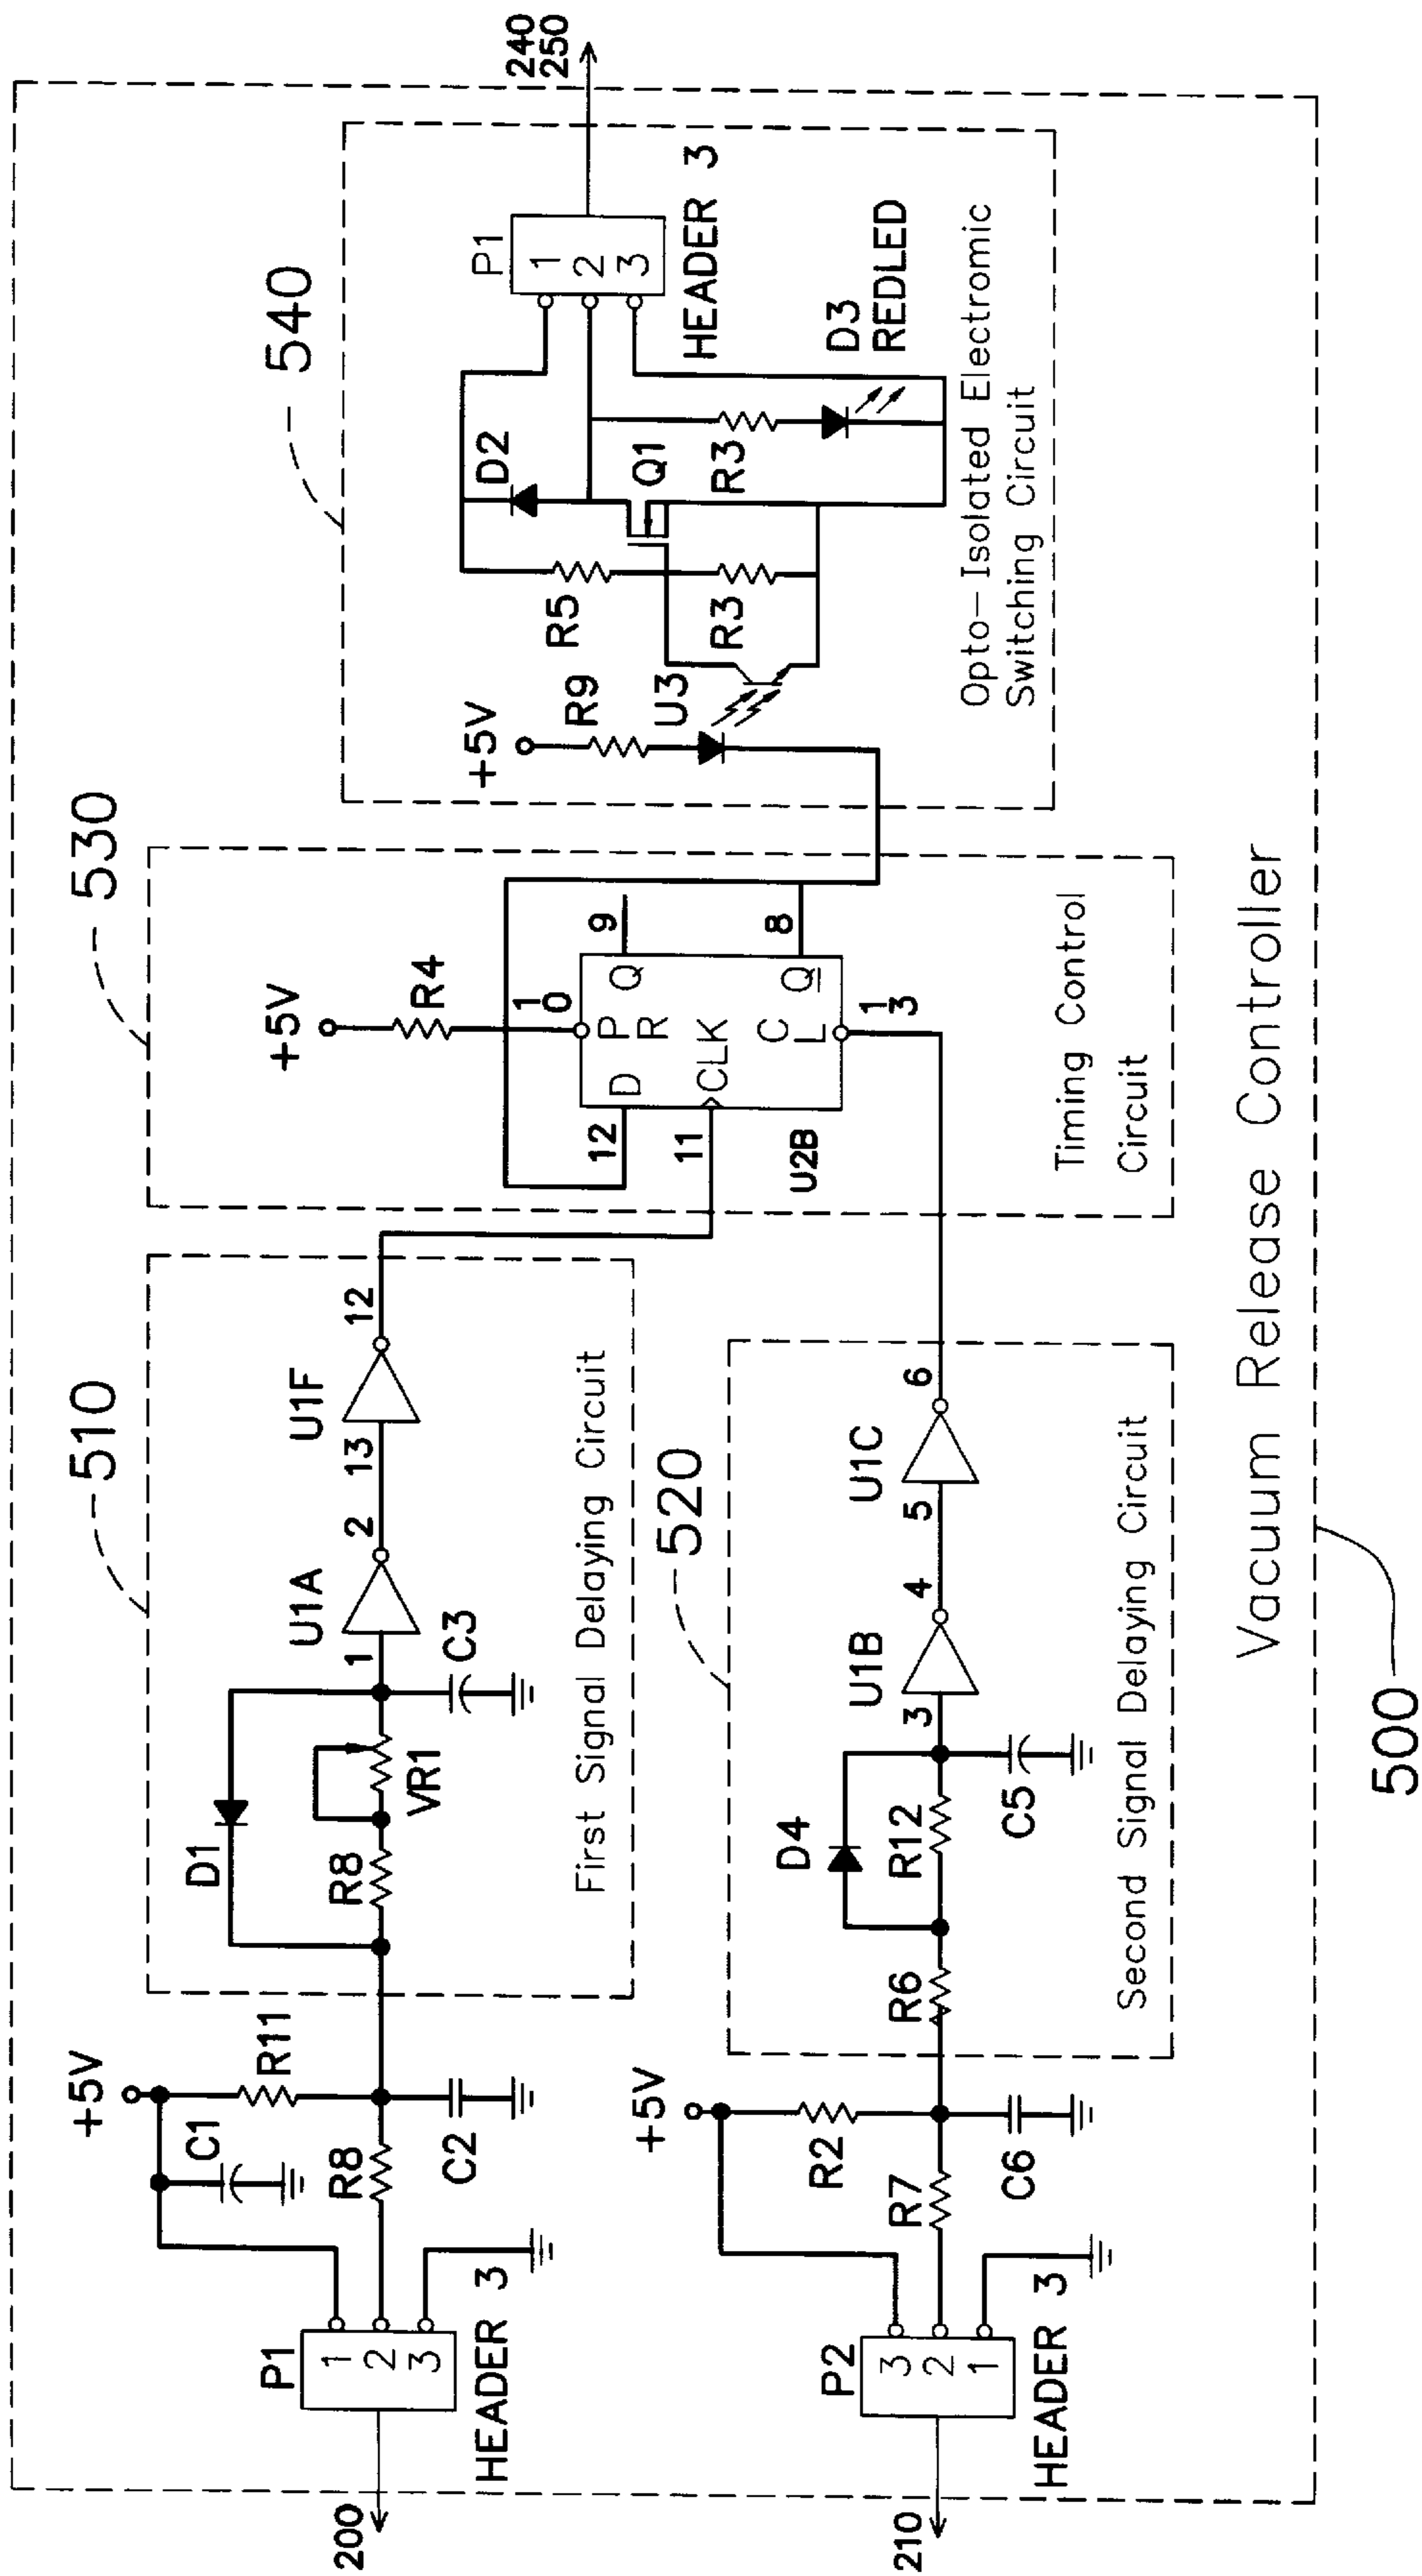 200
P1
1
2
3
HEADER 3
+5V
C1
R11
R8
C2
510
D1
R8
VR1
C3
1
U1A
2
13
U1F
12
First Signal Delaying Circuit
210
P2
3
2
1
HEADER 3
+5V
R2
R7
C6
520
R6
D4
R12
C5
3
U1B
4
5
U1C
6
Second Signal Delaying Circuit
530
+5V
R4
10
12
11
D
PR
Q
CLK
CL
Q
9
8
13
U2B
Timing Control
Circuit
540
+5V
R9
U3
R5
R3
D2
Q1
R3
D3
REDLED
P1
1
2
3
HEADER 3
240
250
Opto-Isolated Electromic
Switching Circuit
Vacuum Release Controller
500